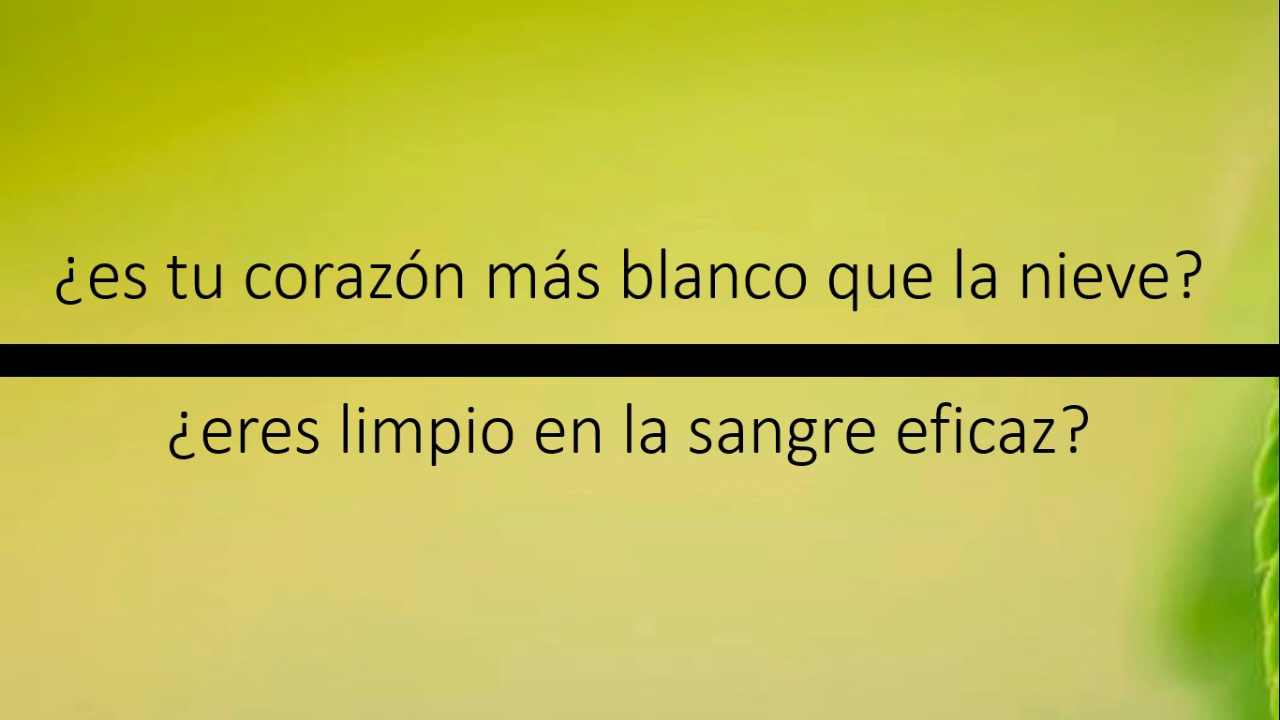 ¿es tu corazón más blanco que la nieve?
¿eres limpio en la sangre eficaz?